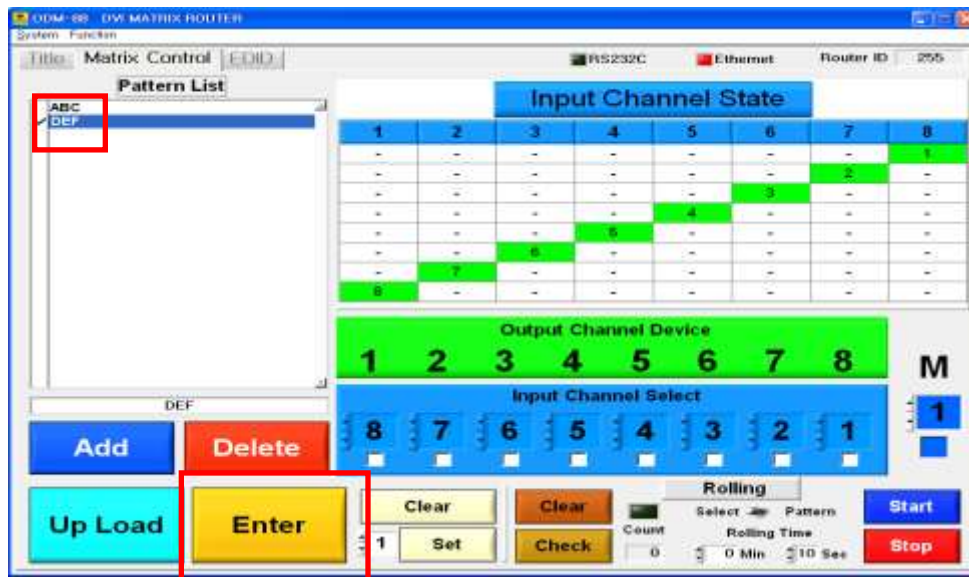 ODM-88 DVI MATRIX ROUTER
System Function
Title Matrix Control EDID RS232C Ethernet Router ID 255
Pattern List
ABC
DEF
Input Channel State
1 2 3 4 5 6 7 8
- - - - - - - 1
- - - - - - 2 -
- - - - - 3 - -
- - - - 4 - - -
- - - 5 - - - -
- - 6 - - - - -
- 7 - - - - - -
8 - - - - - - -
Output Channel Device
1 2 3 4 5 6 7 8
M
Input Channel Select
8 7 6 5 4 3 2 1
1
DEF
Add Delete
Up Load Enter
Clear
1 Set
Clear
Check
Count
0
Rolling
Select Pattern
Rolling Time
0 Min 10 Sec
Start
Stop